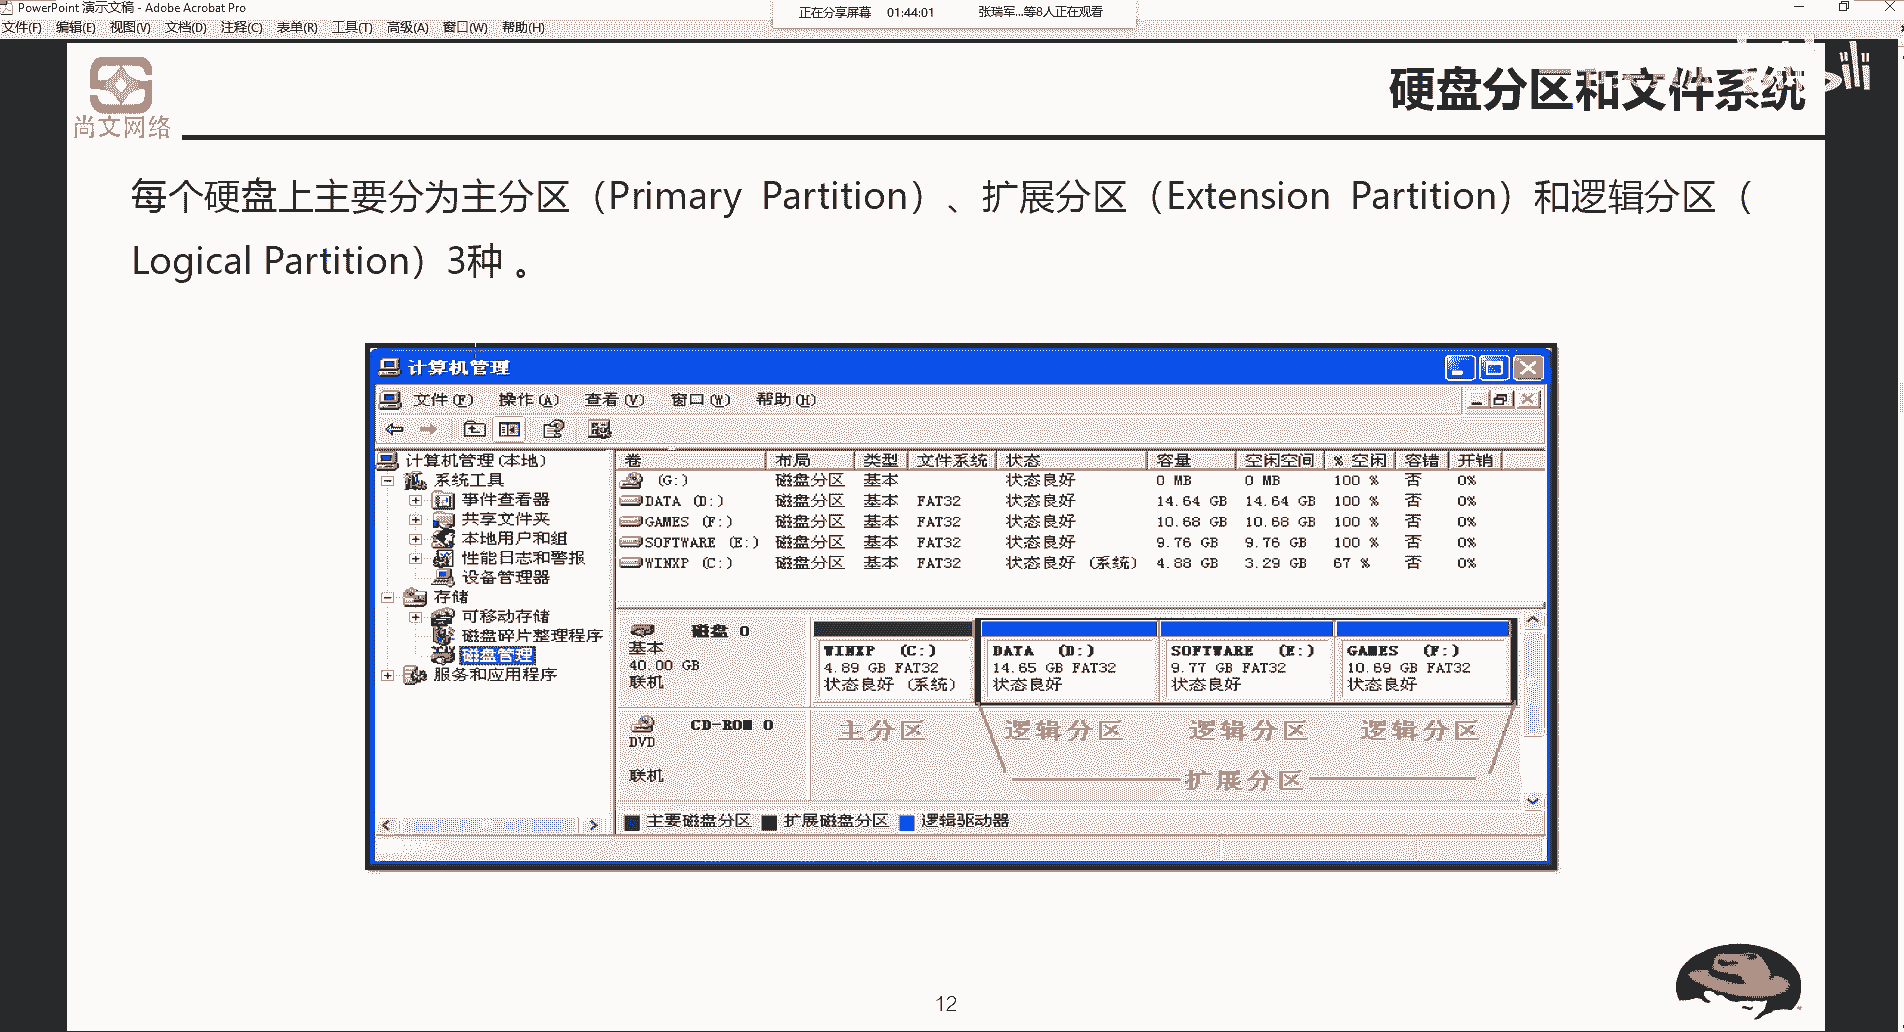 PowerPoint 演示文稿 - Adobe Acrobat Pro
正在分享屏幕 01:44:01 张瑞军...等8人正在观看
文件(F) 编辑(E) 视图(V) 文档(D) 注释(C) 表单(R) 工具(T) 高级(A) 窗口(W) 帮助(H)
尚文网络
硬盘分区和文件系统
bilibili
每个硬盘上主要分为主分区（Primary Partition）、扩展分区（Extension Partition）和逻辑分区（
Logical Partition）3种 。
计算机管理
文件(F) 操作(A) 查看(V) 窗口(W) 帮助(H)
计算机管理(本地)
系统工具
事件查看器
共享文件夹
本地用户和组
性能日志和警报
设备管理器
存储
可移动存储
磁盘碎片整理程序
磁盘管理
服务和应用程序
卷 布局 类型 文件系统 状态 容量 空闲空间 % 空闲 容错 开销
(G:) 磁盘分区 基本 状态良好 0 MB 0 MB 100 % 否 0%
DATA (D:) 磁盘分区 基本 FAT32 状态良好 14.64 GB 14.64 GB 100 % 否 0%
GAMES (F:) 磁盘分区 基本 FAT32 状态良好 10.68 GB 10.68 GB 100 % 否 0%
SOFTWARE (E:) 磁盘分区 基本 FAT32 状态良好 9.76 GB 9.76 GB 100 % 否 0%
WINXP (C:) 磁盘分区 基本 FAT32 状态良好 (系统) 4.88 GB 3.29 GB 67 % 否 0%
磁盘 0
基本
40.00 GB
联机
WINXP (C:)
4.89 GB FAT32
状态良好 (系统)
DATA (D:)
14.65 GB FAT32
状态良好
SOFTWARE (E:)
9.77 GB FAT32
状态良好
GAMES (F:)
10.69 GB FAT32
状态良好
CD-ROM 0
DVD
联机
主分区 逻辑分区 逻辑分区 逻辑分区
扩展分区
主要磁盘分区 扩展磁盘分区 逻辑驱动器
12